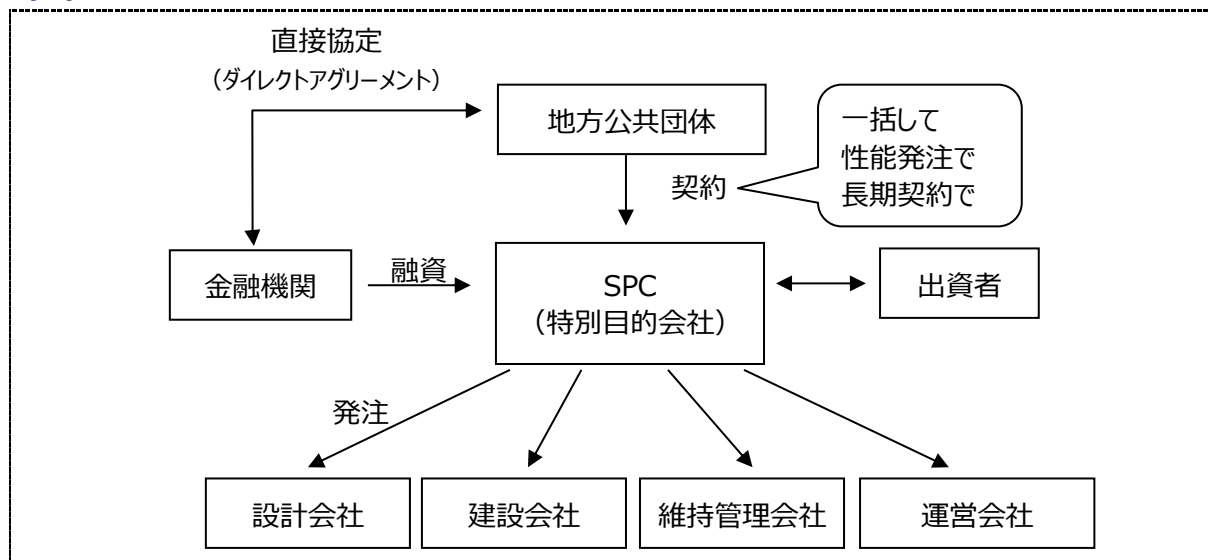 直接協定
（ダイレクトアグリーメント）
地方公共団体
一括して
性能発注で
長期契約で
契約
金融機関
融資
SPC
（特別目的会社）
出資者
発注
設計会社
建設会社
維持管理会社
運営会社